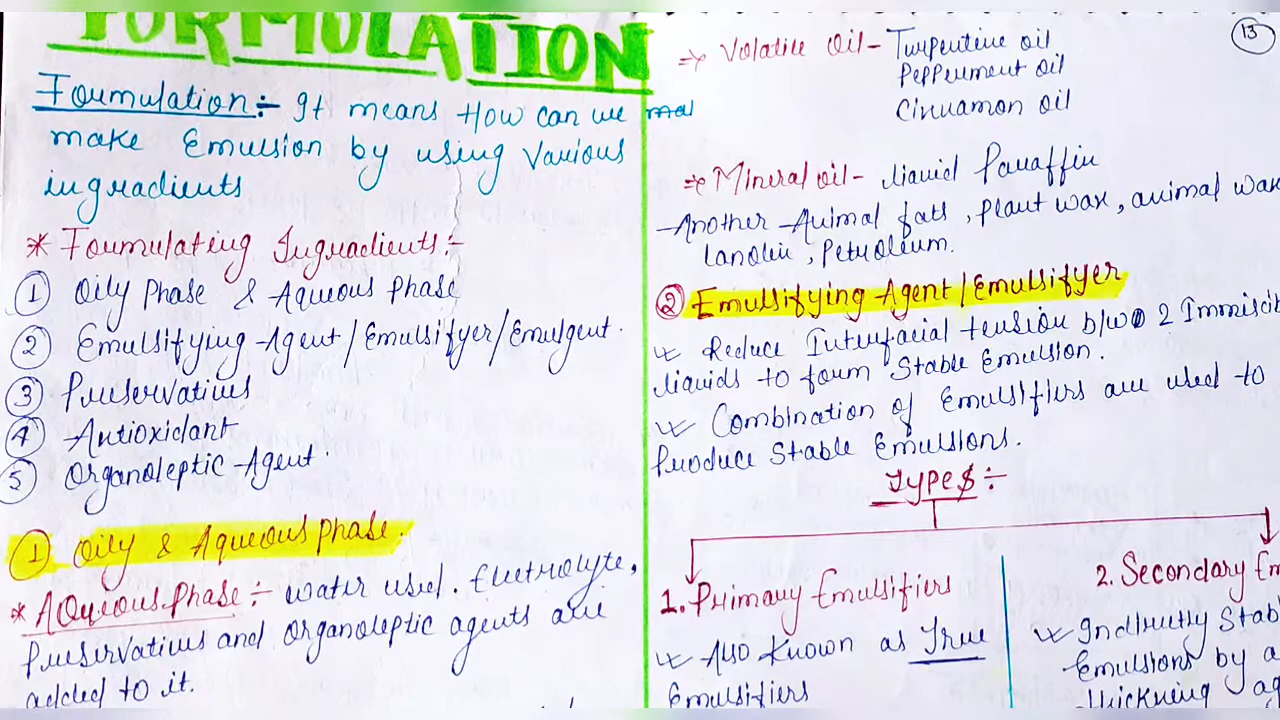 FORMULATION
Formulation :- It means How can we
make Emulsion by using Various
ingradients
* Formulating Ingradients :-
① Oily Phase & Aqueous Phase
② Emulsifying Agent/Emulsifyer/Emulgent.
③ Preservatives
④ Antioxidant
⑤ Organoleptic Agent
① Oily & Aqueous phase.
* Aqueous phase :- water used. Electrolyte,
Preservatives and organoleptic agents are
added to it.
13
⇒ Volatile Oil - Turpentine oil
Peppermint oil
Cinnamon oil
⇒ Mineral oil - liquid Paraffin
- Another - Animal fats, plant wax, animal wax
lanolin, Petroleum.
② Emulsifying Agent/Emulsifyer
Reduce Interfacial tension b/w 2 Immiscib
liquids to form Stable Emulsion.
Combination of Emulsifiers are used to
Produce Stable Emulsions.
Types :-
1. Primary Emulsifiers
Also known as True
Emulsifiers
2. Secondary Em
Indirectly Stab
Emulsions by a
thickning ag